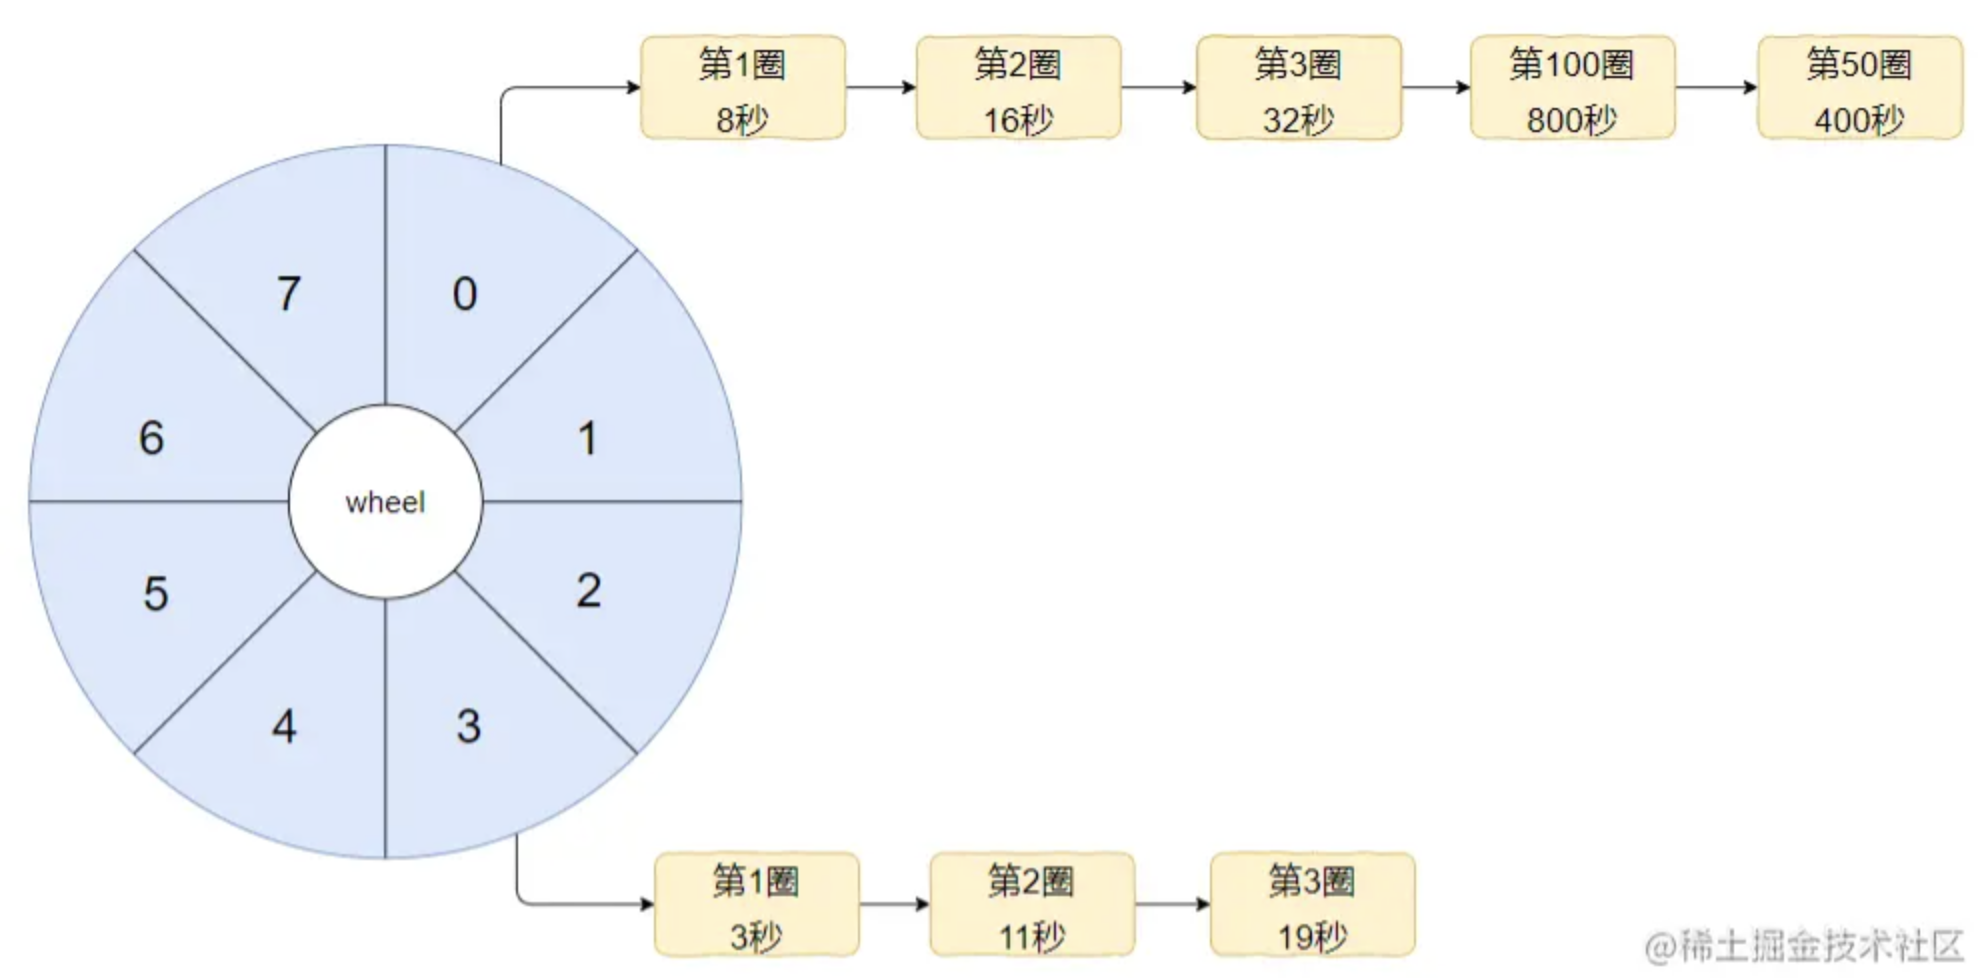 第1圈
8秒
第2圈
16秒
第3圈
32秒
第100圈
800秒
第50圈
400秒
7
0
6
1
wheel
5
2
4
3
第1圈
3秒
第2圈
11秒
第3圈
19秒
@稀土掘金技术社区